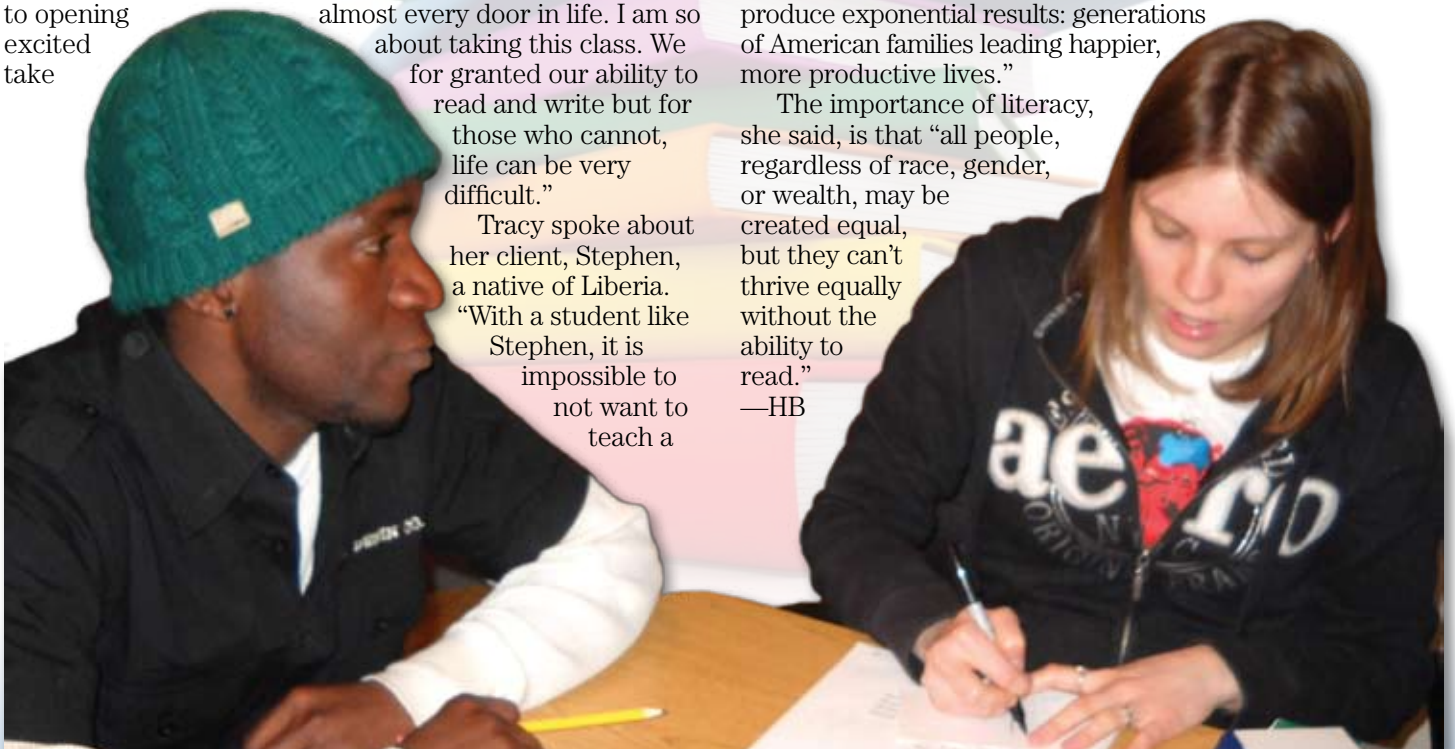 to opening almost every door in life. I am so
excited about taking this class. We
take for granted our ability to
read and write but for
those who cannot,
life can be very
difficult.”
Tracy spoke about
her client, Stephen,
a native of Liberia.
“With a student like
Stephen, it is
impossible to
not want to
teach a
produce exponential results: generations
of American families leading happier,
more productive lives.”
The importance of literacy,
she said, is that “all people,
regardless of race, gender,
or wealth, may be
created equal,
but they can’t
thrive equally
without the
ability to
read.”
—HB
aero